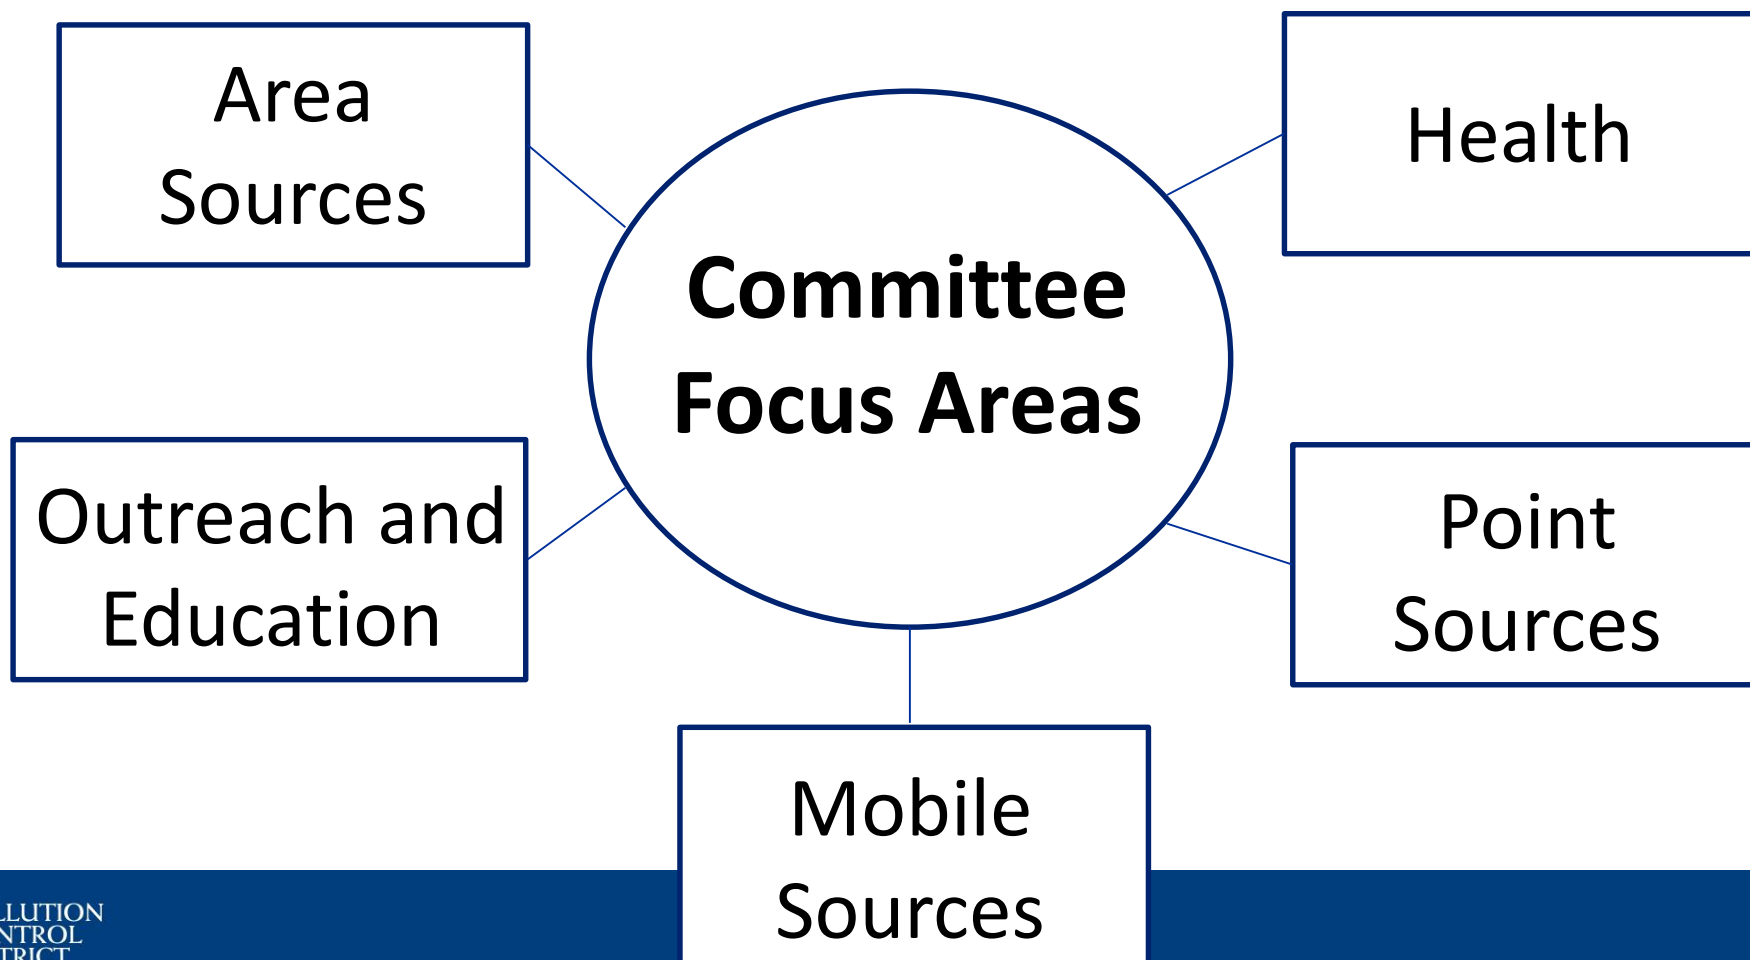 Area
Sources
Health
Committee
Focus Areas
Outreach and
Education
Point
Sources
Mobile
Sources